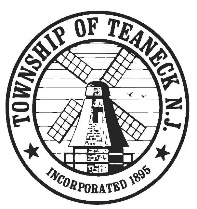 TOWNSHIP OF TEANECK N.J.
INCORPORATED 1895